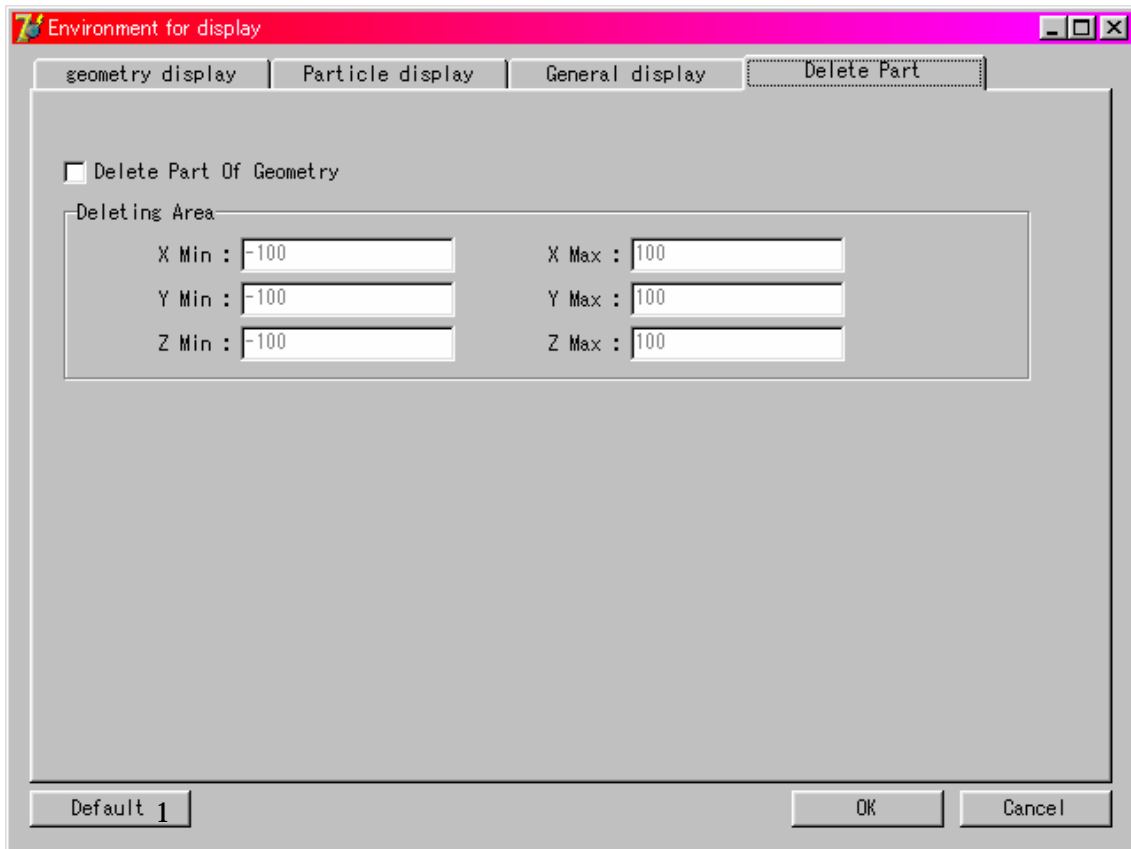 Environment for display
geometry display Particle display General display Delete Part
Delete Part Of Geometry
Deleting Area
X Min : -100 X Max : 100
Y Min : -100 Y Max : 100
Z Min : -100 Z Max : 100
Default 1 OK Cancel